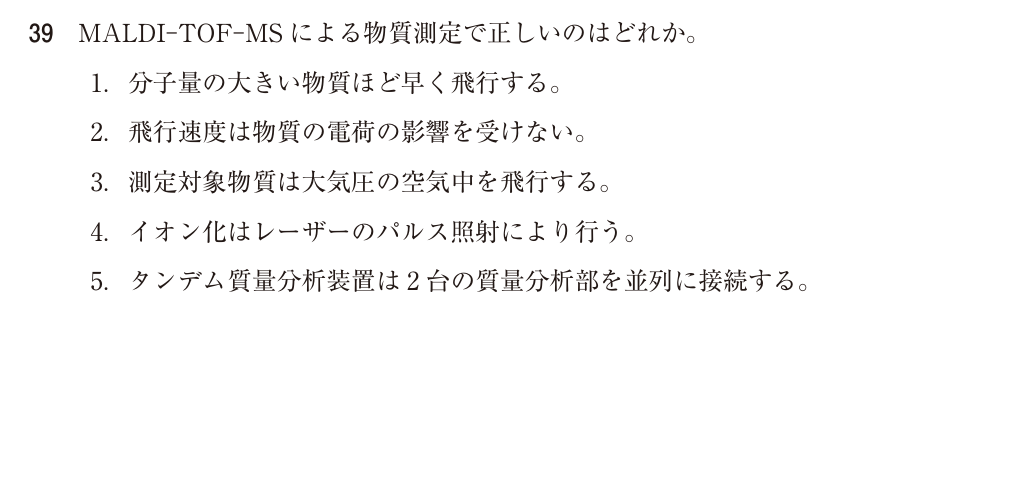 39 MALDI-TOF-MS による物質測定で正しいのはどれか。
1. 分子量の大きい物質ほど早く飛行する。
2. 飛行速度は物質の電荷の影響を受けない。
3. 測定対象物質は大気圧の空気中を飛行する。
4. イオン化はレーザーのパルス照射により行う。
5. タンデム質量分析装置は 2 台の質量分析部を並列に接続する。